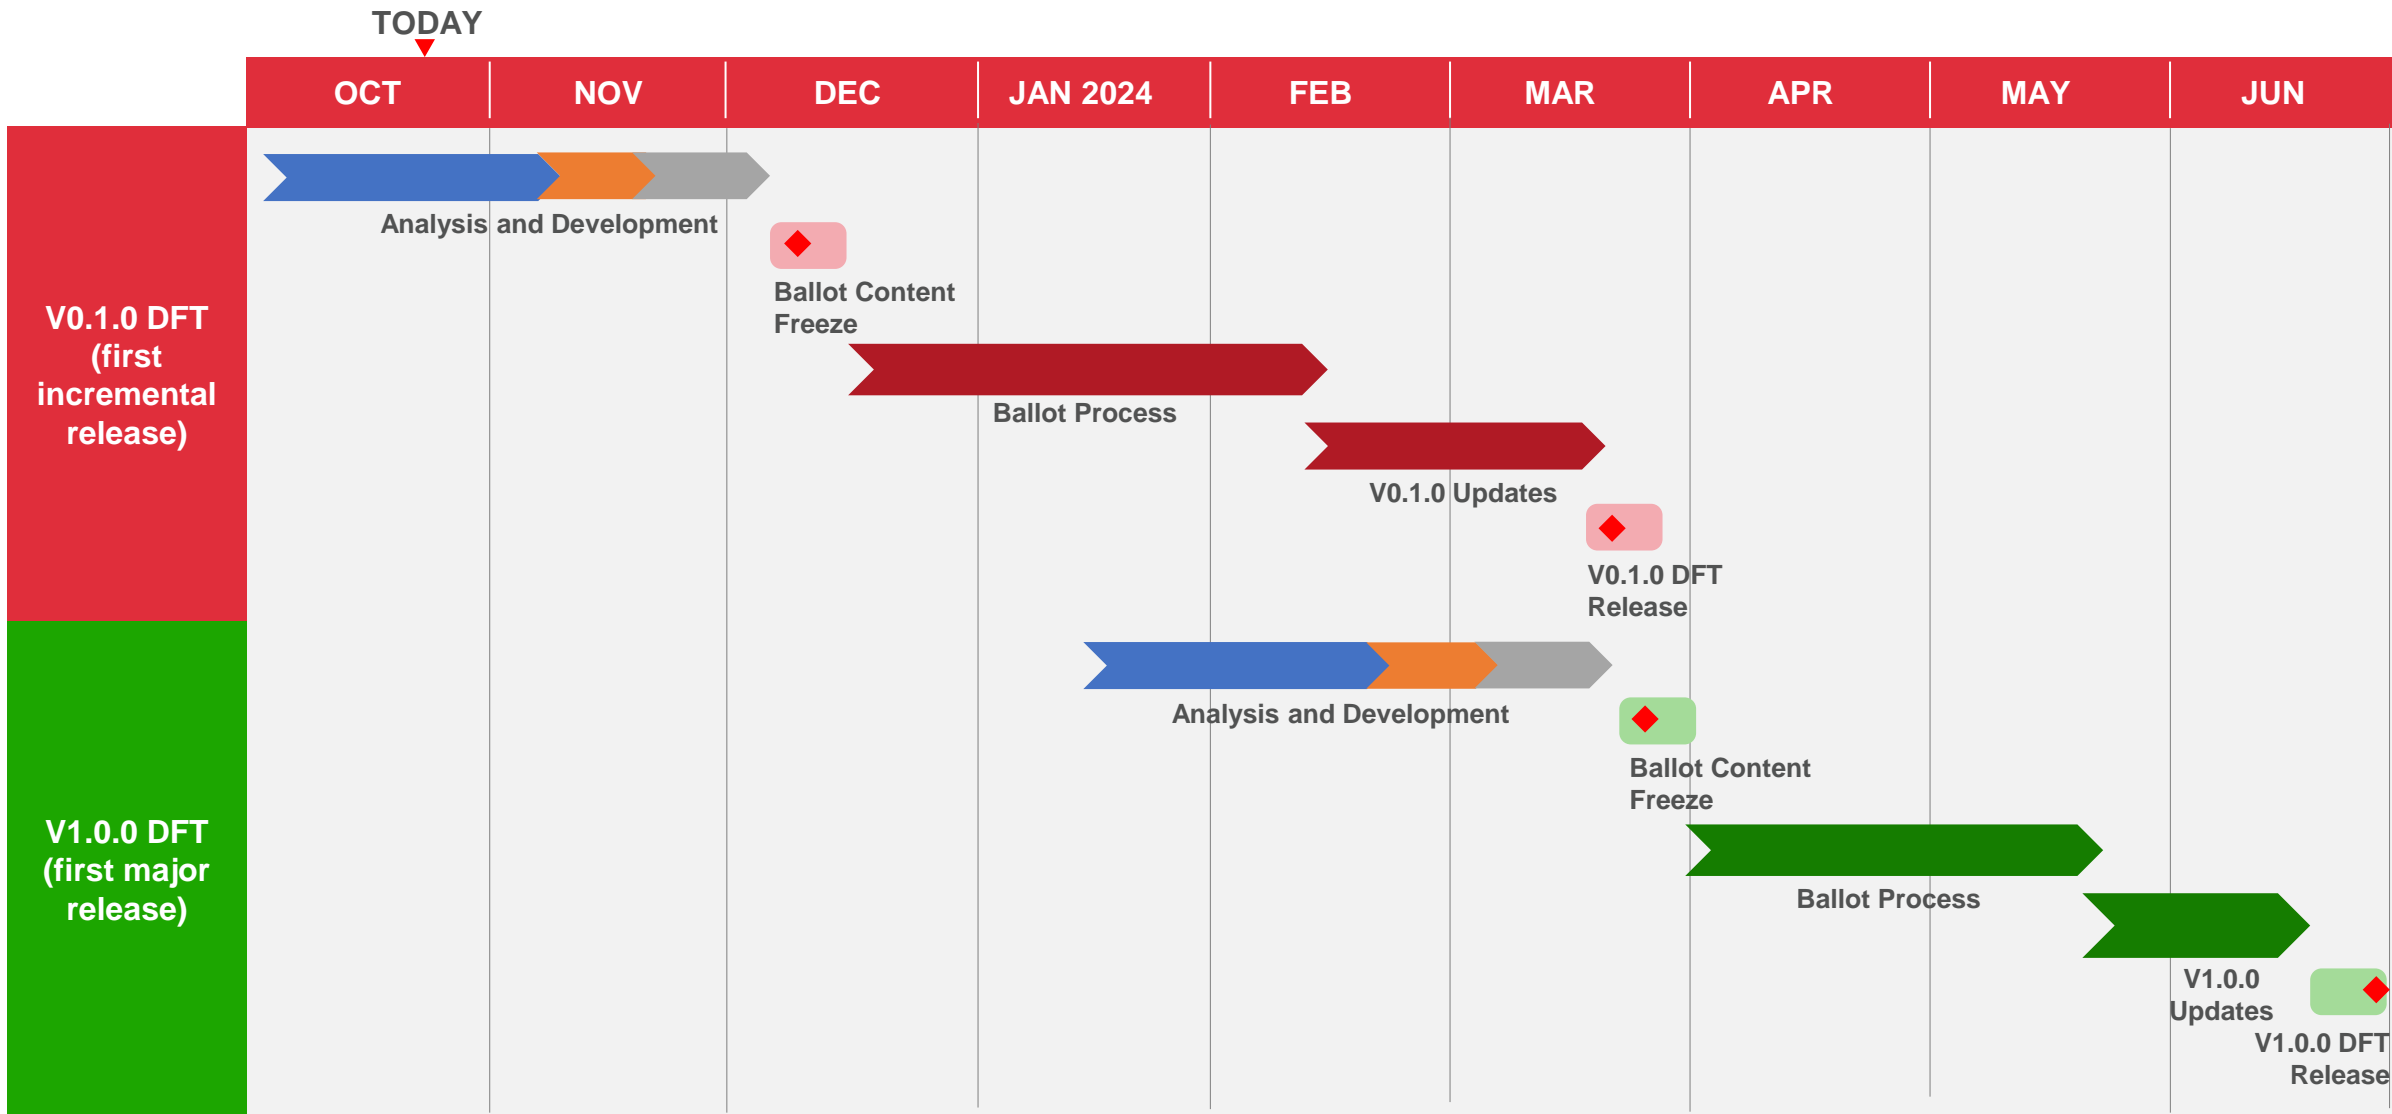 TODAY
OCT
NOV
DEC
JAN 2024
FEB
MAR
APR
MAY
JUN
V0.1.0 DFT
(first
incremental
release)
Analysis and Development
Ballot Content
Freeze
Ballot Process
V0.1.0 Updates
V0.1.0 DFT
Release
V1.0.0 DFT
(first major
release)
Analysis and Development
Ballot Content
Freeze
Ballot Process
V1.0.0
Updates
V1.0.0 DFT
Release